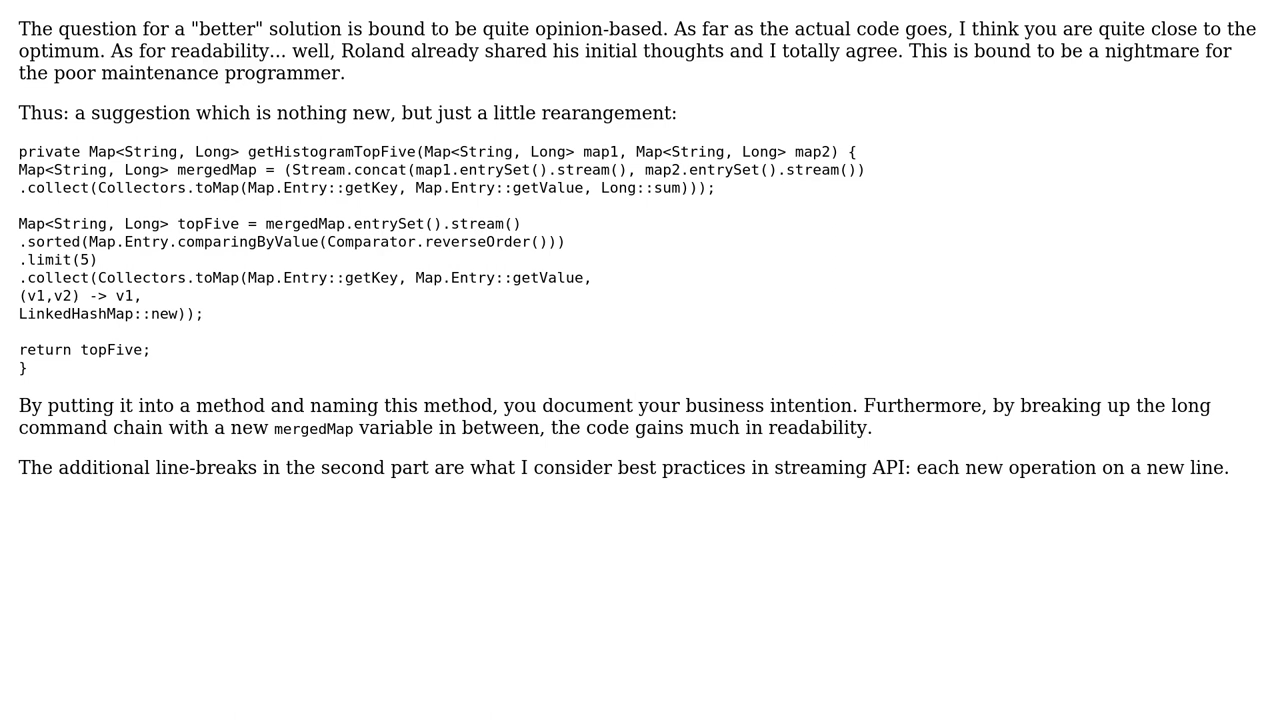 The question for a "better" solution is bound to be quite opinion-based. As far as the actual code goes, I think you are quite close to the
optimum. As for readability... well, Roland already shared his initial thoughts and I totally agree. This is bound to be a nightmare for
the poor maintenance programmer.
Thus: a suggestion which is nothing new, but just a little rearangement:
private Map<String, Long> getHistogramTopFive(Map<String, Long> map1, Map<String, Long> map2) {
Map<String, Long> mergedMap = (Stream.concat(map1.entrySet().stream(), map2.entrySet().stream())
.collect(Collectors.toMap(Map.Entry::getKey, Map.Entry::getValue, Long::sum)));
Map<String, Long> topFive = mergedMap.entrySet().stream()
.sorted(Map.Entry.comparingByValue(Comparator.reverseOrder()))
.limit(5)
.collect(Collectors.toMap(Map.Entry::getKey, Map.Entry::getValue,
(v1,v2) -> v1,
LinkedHashMap::new));
return topFive;
}
By putting it into a method and naming this method, you document your business intention. Furthermore, by breaking up the long
command chain with a new mergedMap variable in between, the code gains much in readability.
The additional line-breaks in the second part are what I consider best practices in streaming API: each new operation on a new line.